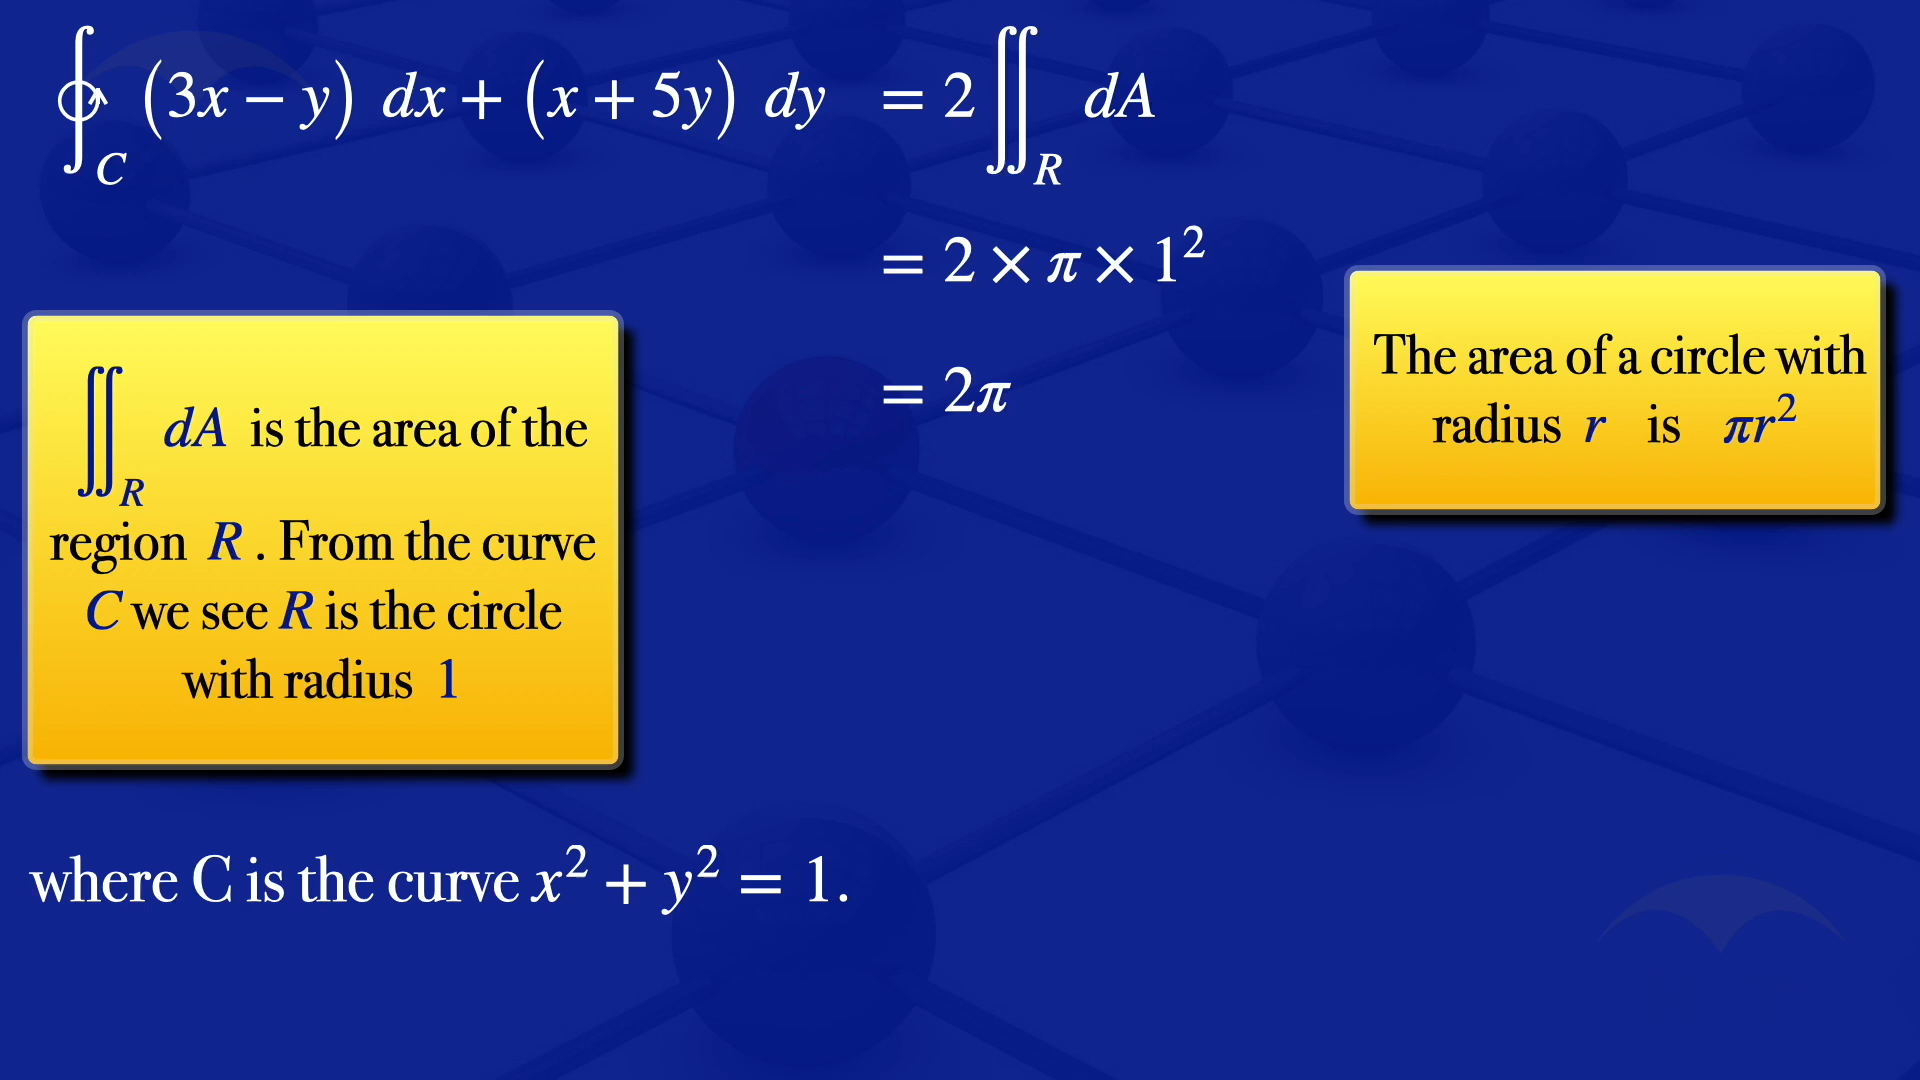 ∮_C (3x − y) dx + (x + 5y) dy = 2 ∬_R dA
= 2 × π × 1²
= 2π
∬_R dA is the area of the
region R . From the curve
C we see R is the circle
with radius 1
The area of a circle with
radius r is πr²
where C is the curve x² + y² = 1.